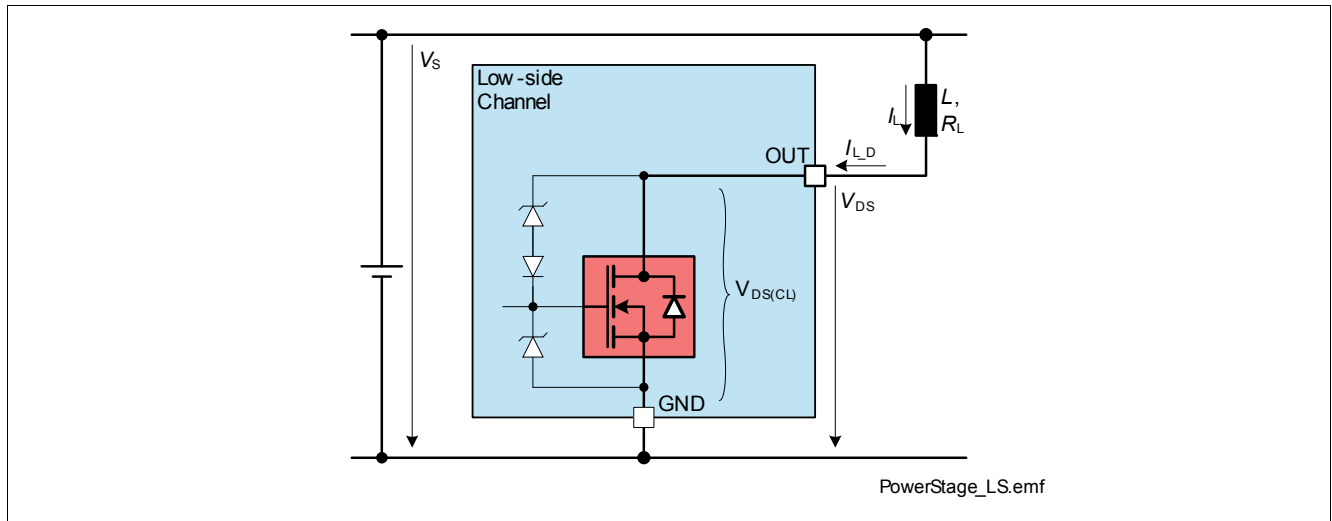 VS
Low-side
Channel
L,
IL
RL
IL_D
OUT
VDS
VDS(CL)
GND
PowerStage_LS.emf